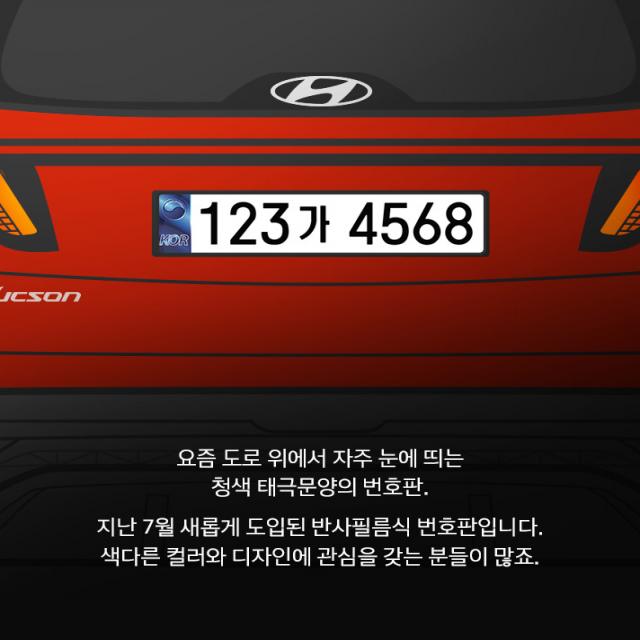 123가 4568
KOR
ucson
요즘 도로 위에서 자주 눈에 띄는
청색 태극문양의 번호판.
지난 7월 새롭게 도입된 반사필름식 번호판입니다.
색다른 컬러와 디자인에 관심을 갖는 분들이 많죠.